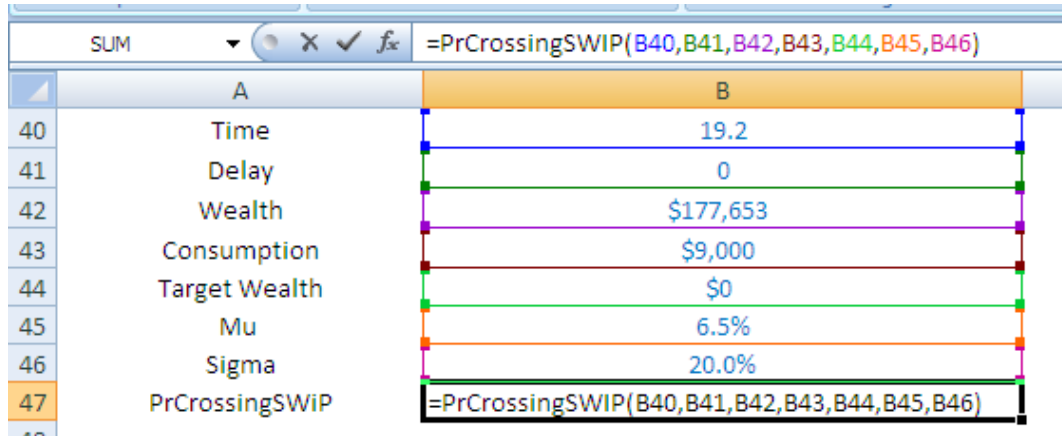 SUM fx =PrCrossingSWIP(B40,B41,B42,B43,B44,B45,B46)
A B
40 Time 19.2
41 Delay 0
42 Wealth $177,653
43 Consumption $9,000
44 Target Wealth $0
45 Mu 6.5%
46 Sigma 20.0%
47 PrCrossingSWiP =PrCrossingSWIP(B40,B41,B42,B43,B44,B45,B46)